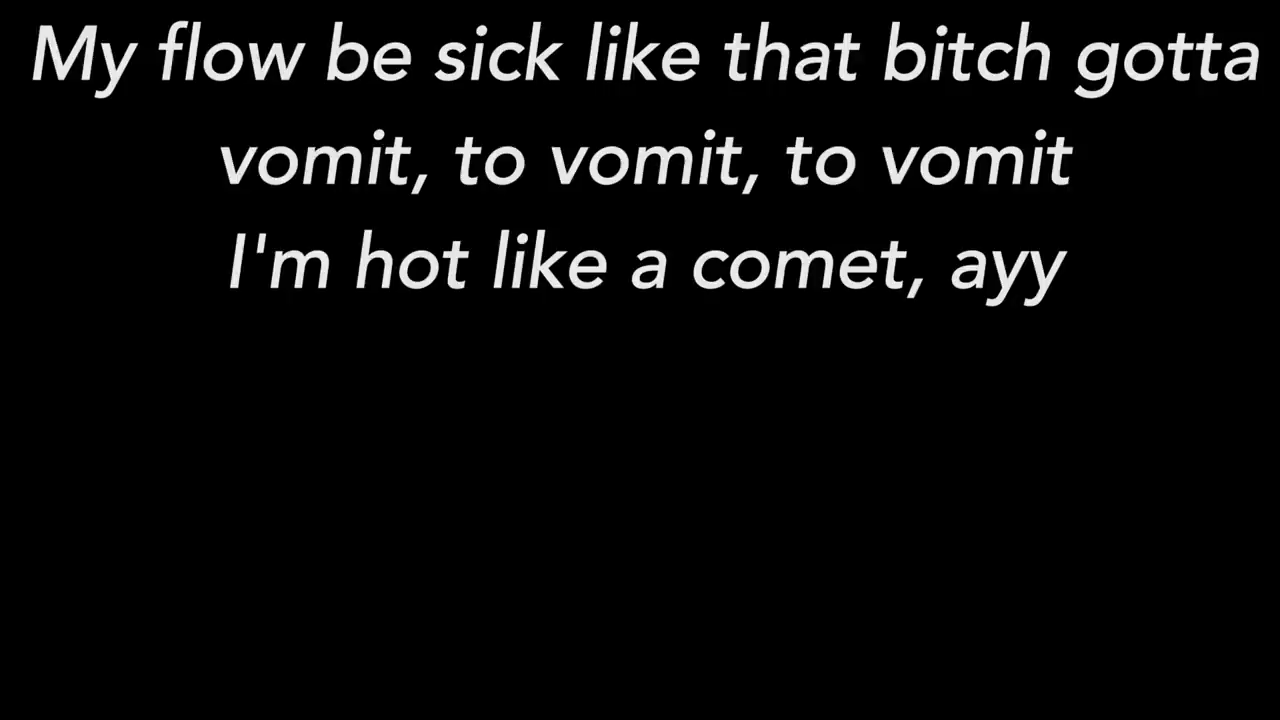 My flow be sick like that bitch gotta
vomit, to vomit, to vomit
I'm hot like a comet, ayy